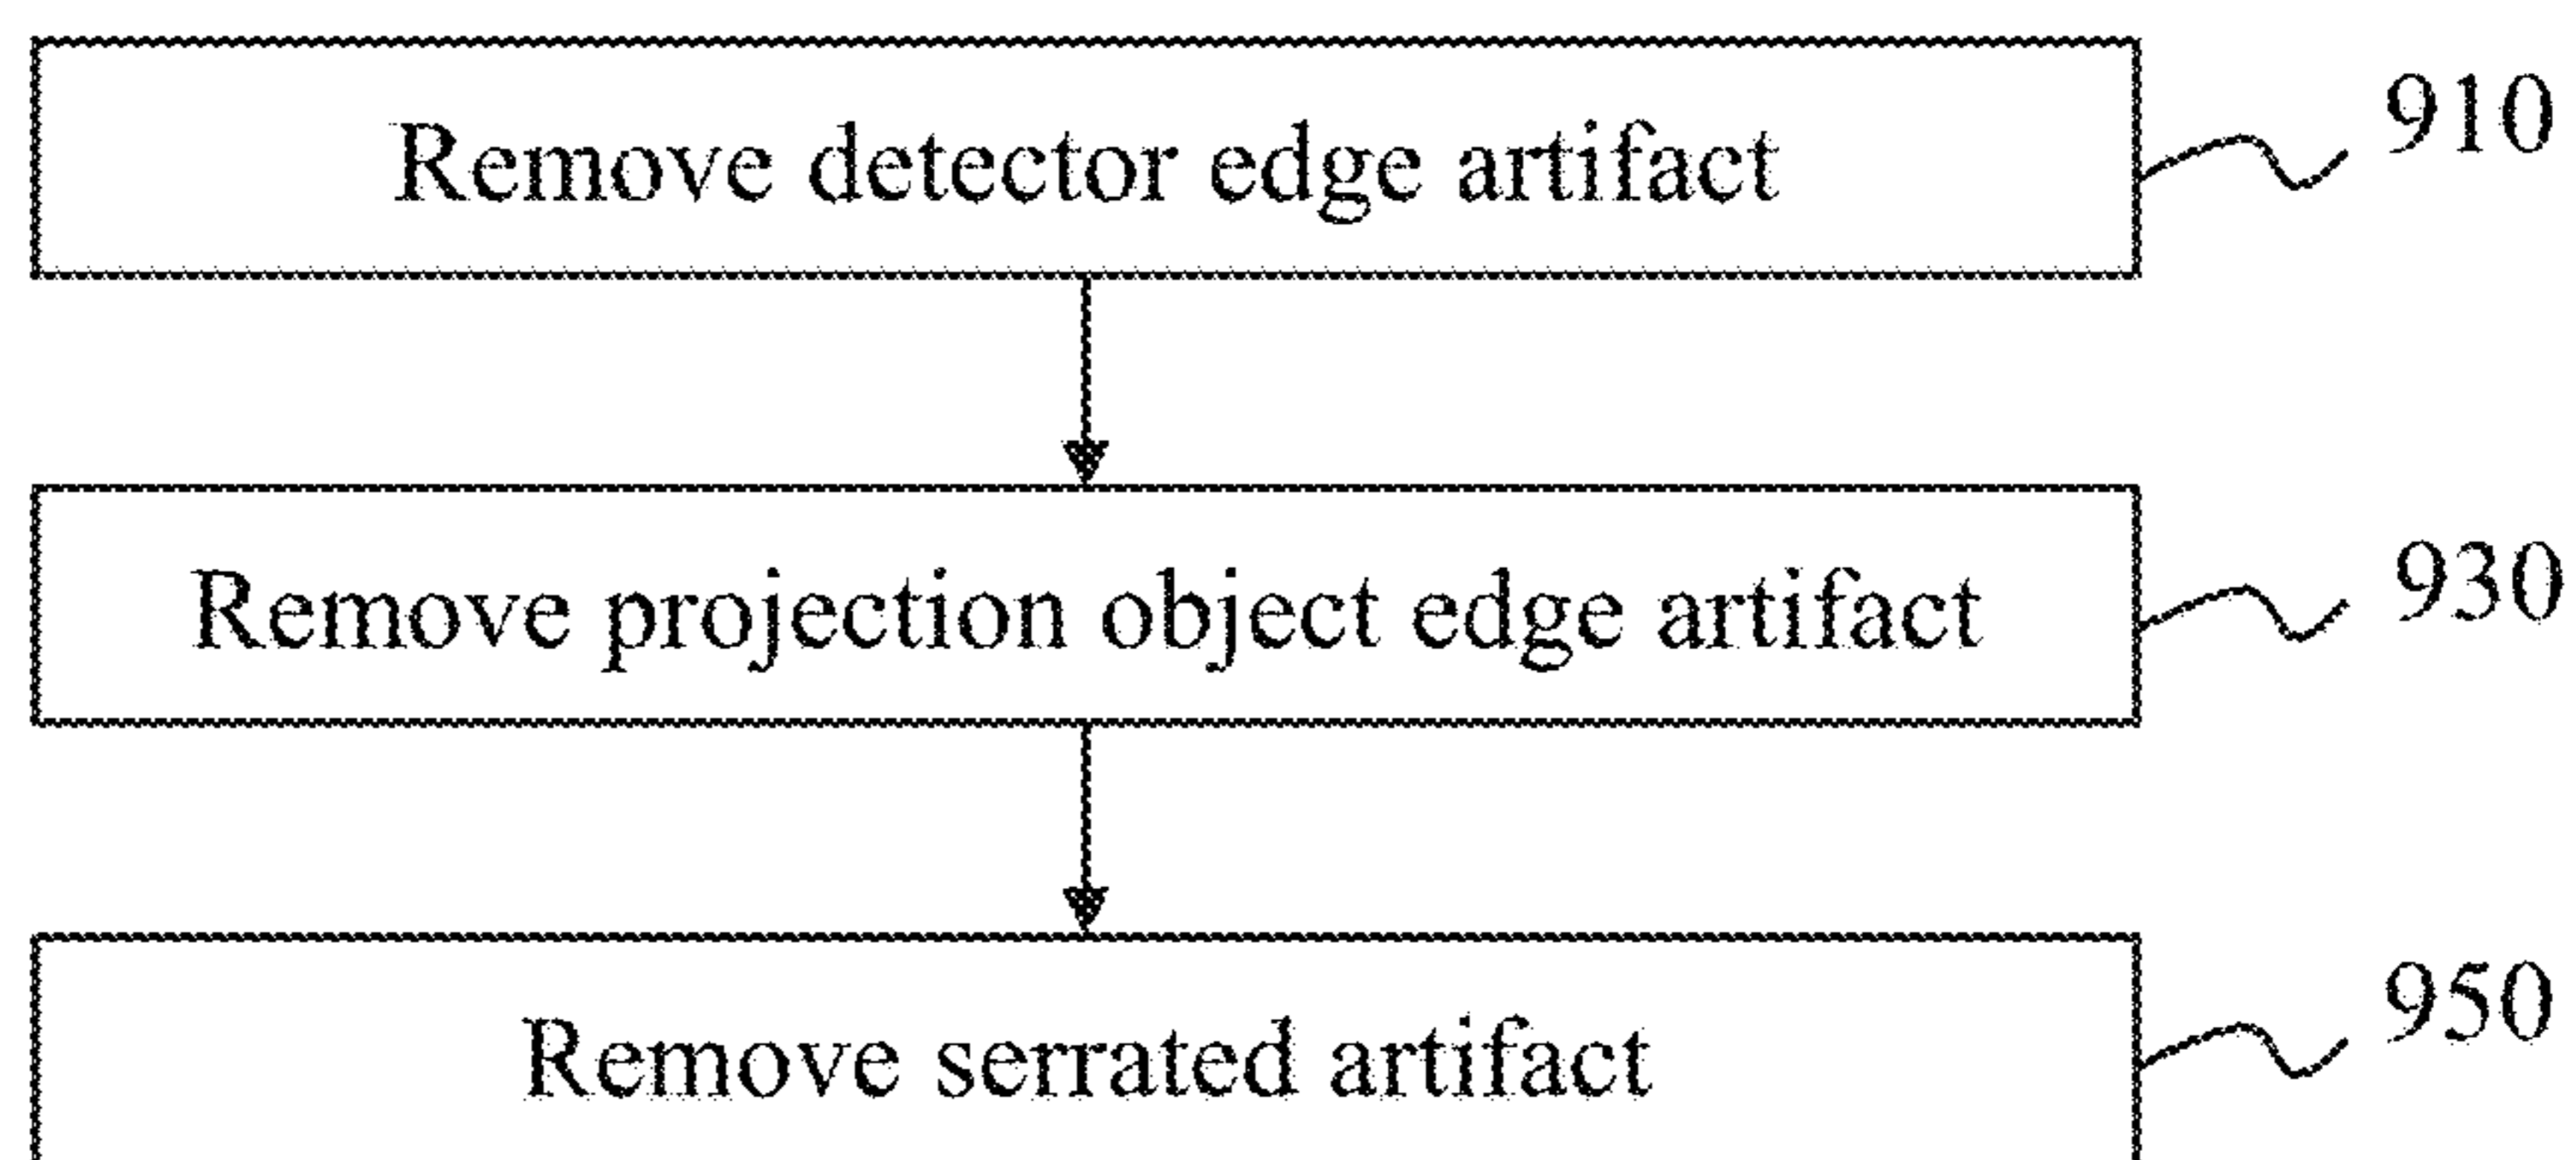 Remove detector edge artifact
910
Remove projection object edge artifact
930
Remove serrated artifact
950